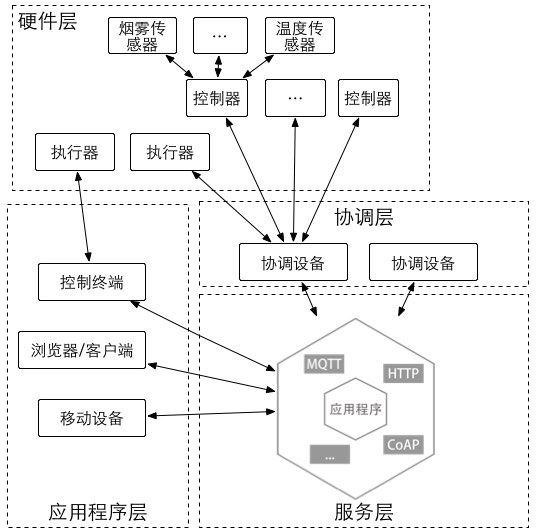 硬件层
烟雾传
感器
...
温度传
感器
控制器
...
控制器
执行器
执行器
协调层
协调设备
协调设备
控制终端
浏览器/客户端
移动设备
应用程序层
MQTT
HTTP
应用程序
...
CoAP
服务层